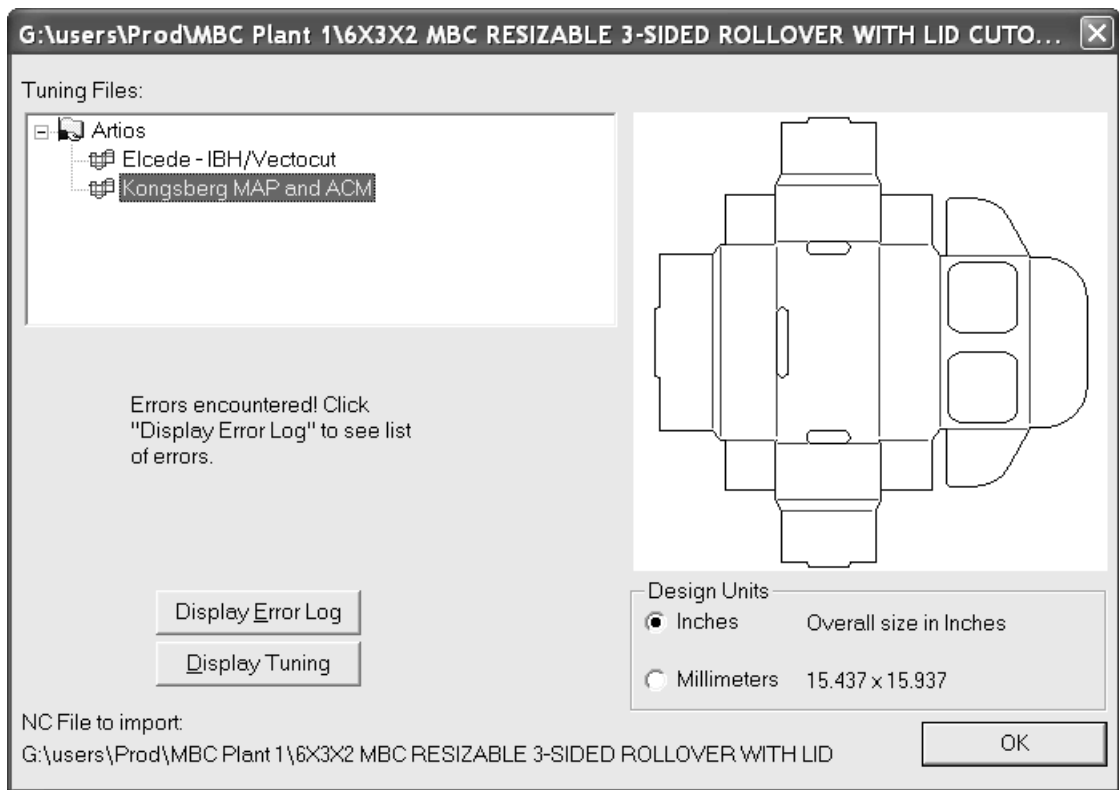 G:\users\Prod\MBC Plant 1\6X3X2 MBC RESIZABLE 3-SIDED ROLLOVER WITH LID CUTO...
Tuning Files:
Artios
Elcede - IBH/Vectocut
Kongsberg MAP and ACM
Errors encountered! Click
"Display Error Log" to see list
of errors.
Display Error Log
Display Tuning
Design Units
Inches
Overall size in Inches
Millimeters
15.437 x 15.937
NC File to import:
G:\users\Prod\MBC Plant 1\6X3X2 MBC RESIZABLE 3-SIDED ROLLOVER WITH LID
OK